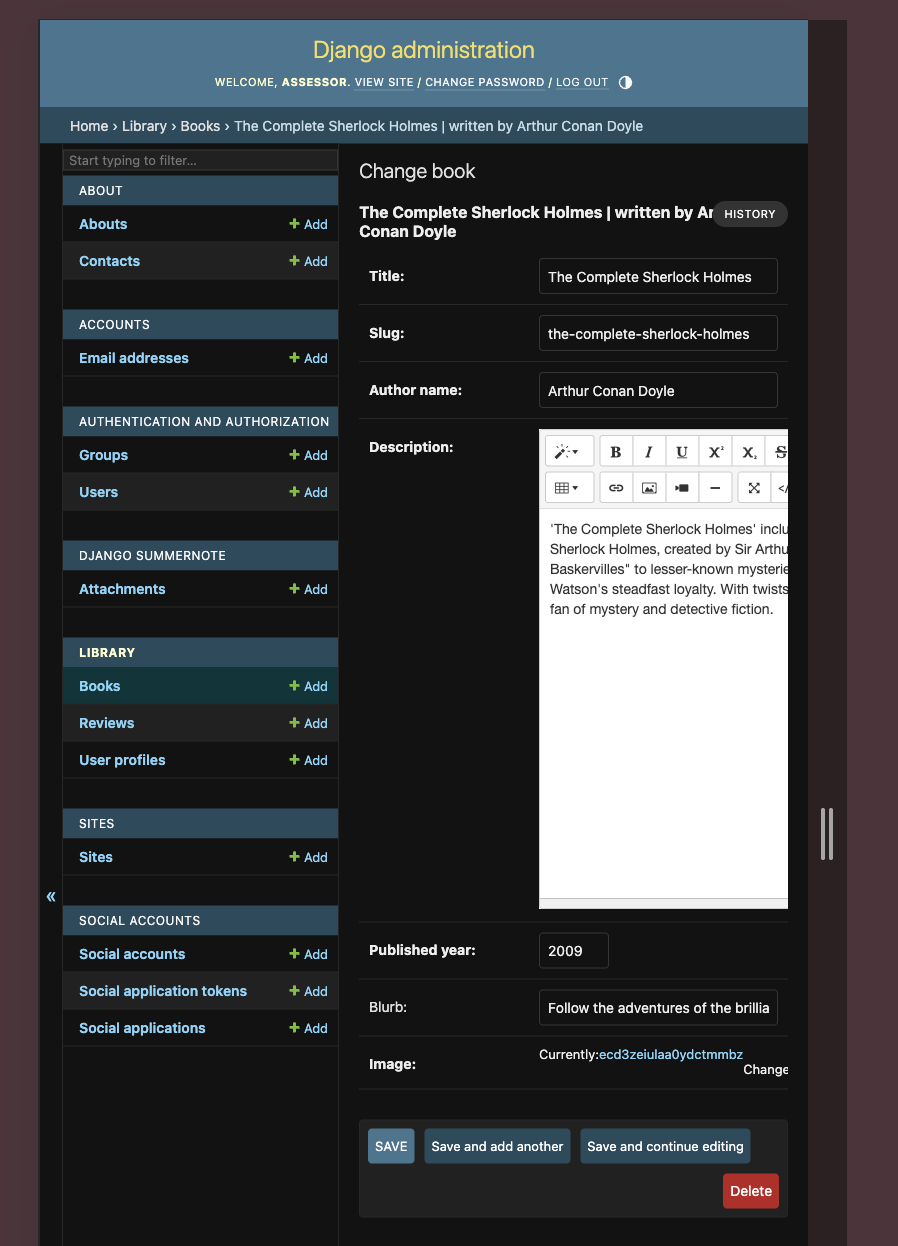 Django administration
WELCOME, ASSESSOR. VIEW SITE / CHANGE PASSWORD / LOG OUT
Home › Library › Books › The Complete Sherlock Holmes | written by Arthur Conan Doyle
Start typing to filter...
ABOUT
Abouts + Add
Contacts + Add
ACCOUNTS
Email addresses + Add
AUTHENTICATION AND AUTHORIZATION
Groups + Add
Users + Add
DJANGO SUMMERNOTE
Attachments + Add
LIBRARY
Books + Add
Reviews + Add
User profiles + Add
SITES
Sites + Add
«
SOCIAL ACCOUNTS
Social accounts + Add
Social application tokens + Add
Social applications + Add
Change book
The Complete Sherlock Holmes | written by Ar
HISTORY
Conan Doyle
Title: The Complete Sherlock Holmes
Slug: the-complete-sherlock-holmes
Author name: Arthur Conan Doyle
Description:
B I U X² X₂ S
</
'The Complete Sherlock Holmes' inclu
Sherlock Holmes, created by Sir Arthu
Baskervilles" to lesser-known mysterie
Watson's steadfast loyalty. With twists
fan of mystery and detective fiction.
Published year: 2009
Blurb: Follow the adventures of the brillia
Image: Currently:ecd3zeiulaa0ydctmmbz
Change
SAVE Save and add another Save and continue editing
Delete